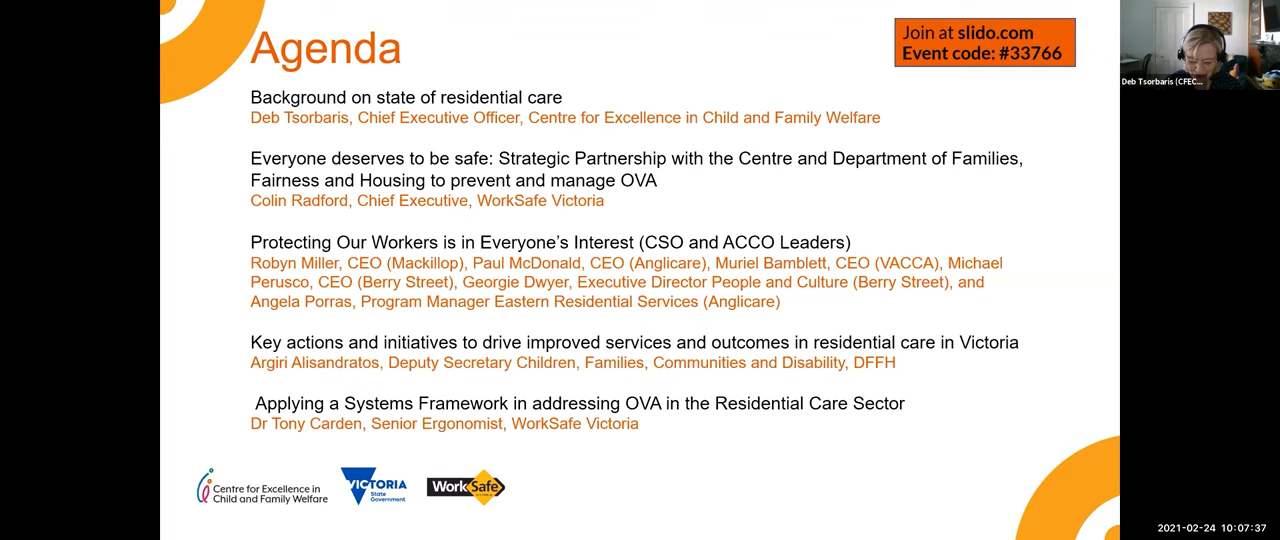 Agenda
Join at slido.com
Event code: #33766
Background on state of residential care
Deb Tsorbaris, Chief Executive Officer, Centre for Excellence in Child and Family Welfare
Everyone deserves to be safe: Strategic Partnership with the Centre and Department of Families,
Fairness and Housing to prevent and manage OVA
Colin Radford, Chief Executive, WorkSafe Victoria
Protecting Our Workers is in Everyone's Interest (CSO and ACCO Leaders)
Robyn Miller, CEO (Mackillop), Paul McDonald, CEO (Anglicare), Muriel Bamblett, CEO (VACCA), Michael
Perusco, CEO (Berry Street), Georgie Dwyer, Executive Director People and Culture (Berry Street), and
Angela Porras, Program Manager Eastern Residential Services (Anglicare)
Key actions and initiatives to drive improved services and outcomes in residential care in Victoria
Argiri Alisandratos, Deputy Secretary Children, Families, Communities and Disability, DFFH
Applying a Systems Framework in addressing OVA in the Residential Care Sector
Dr Tony Carden, Senior Ergonomist, WorkSafe Victoria
Centre for Excellence in
Child and Family Welfare
VICTORIA
State
Government
WorkSafe
Deb Tsorbaris (CFEC...
2021-02-24 10:07:37